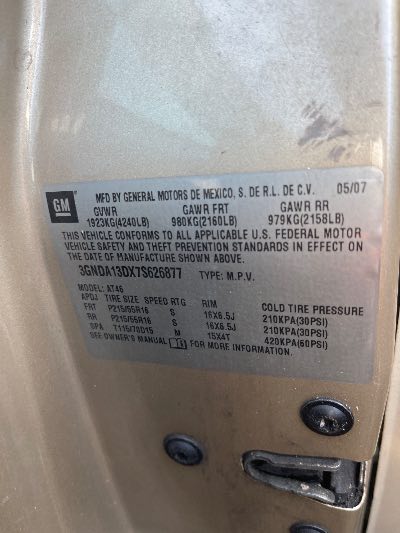 GM
MFD BY GENERAL MOTORS DE MEXICO, S. DE R.L. DE C.V. 05/07
GVWR GAWR FRT GAWR RR
1923KG(4240LB) 980KG(2160LB) 979KG(2158LB)
THIS VEHICLE CONFORMS TO ALL APPLICABLE U.S. FEDERAL MOTOR
VEHICLE SAFETY AND THEFT PREVENTION STANDARDS IN EFFECT ON
THE DATE OF MANUFACTURE SHOWN ABOVE.
3GNDA13DX7S626877 TYPE: M.P.V.
MODEL: AT46
APDJ TIRE SIZE SPEED RTG RIM COLD TIRE PRESSURE
FRT P215/55R16 S 16X6.5J 210KPA(30PSI)
RR P215/55R16 S 16X6.5J 210KPA(30PSI)
SPA T115/70D15 M 15X4T 420KPA(60PSI)
SEE OWNER'S MANUAL FOR MORE INFORMATION.